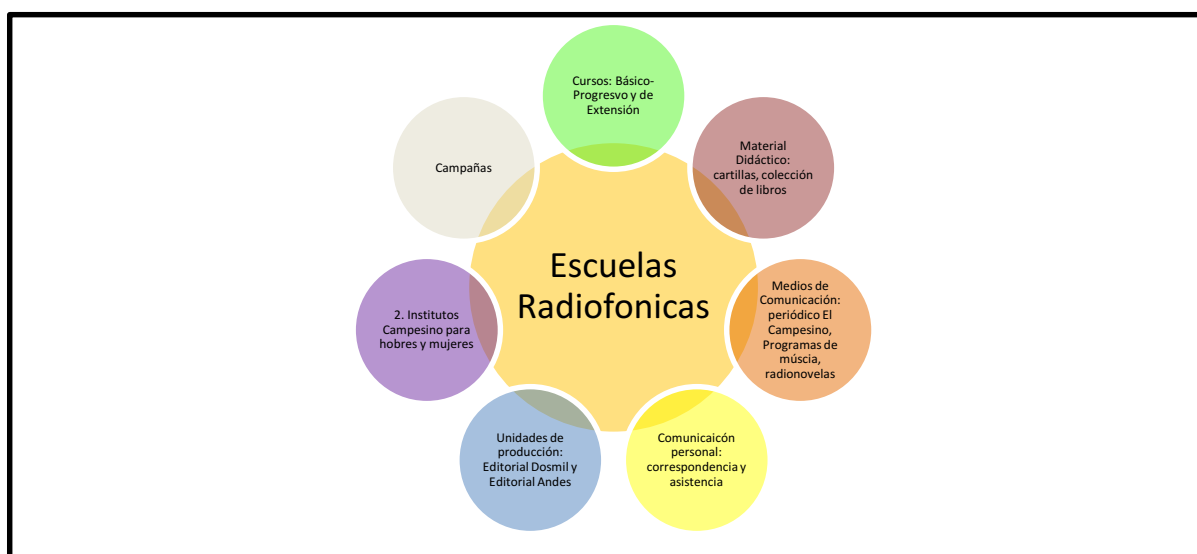 Cursos: Básico-
Progresvo y de
Extensión
Material
Didáctico:
cartillas, colección
de libros
Medios de
Comunicación:
periódico El
Campesino,
Programas de
múscia,
radionovelas
Comunicaicón
personal:
correspondencia y
asistencia
Unidades de
producción:
Editorial Dosmil y
Editorial Andes
2. Institutos
Campesino para
hobres y mujeres
Campañas
Escuelas
Radiofonicas